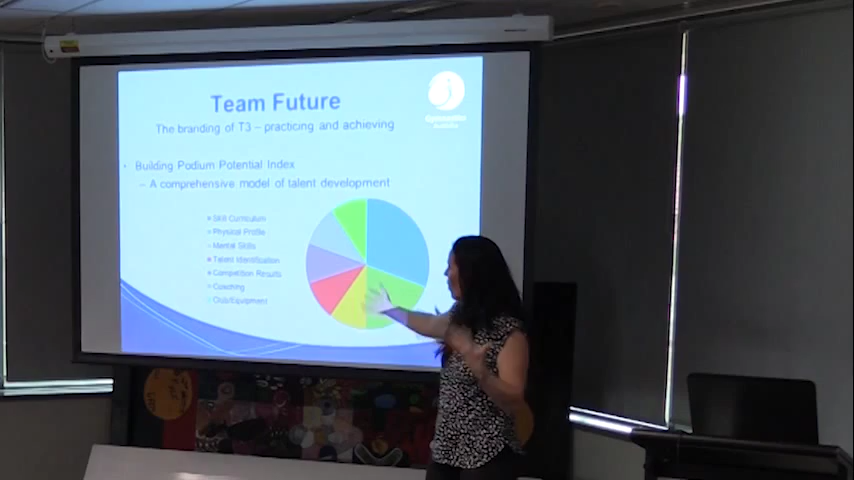 Team Future
The branding of T3 – practicing and achieving
Building Podium Potential Index
– A comprehensive model of talent development
Skill Curriculum
Physical Profile
Mental Skills
Talent Identification
Competition Results
Coaching
Club/Equipment